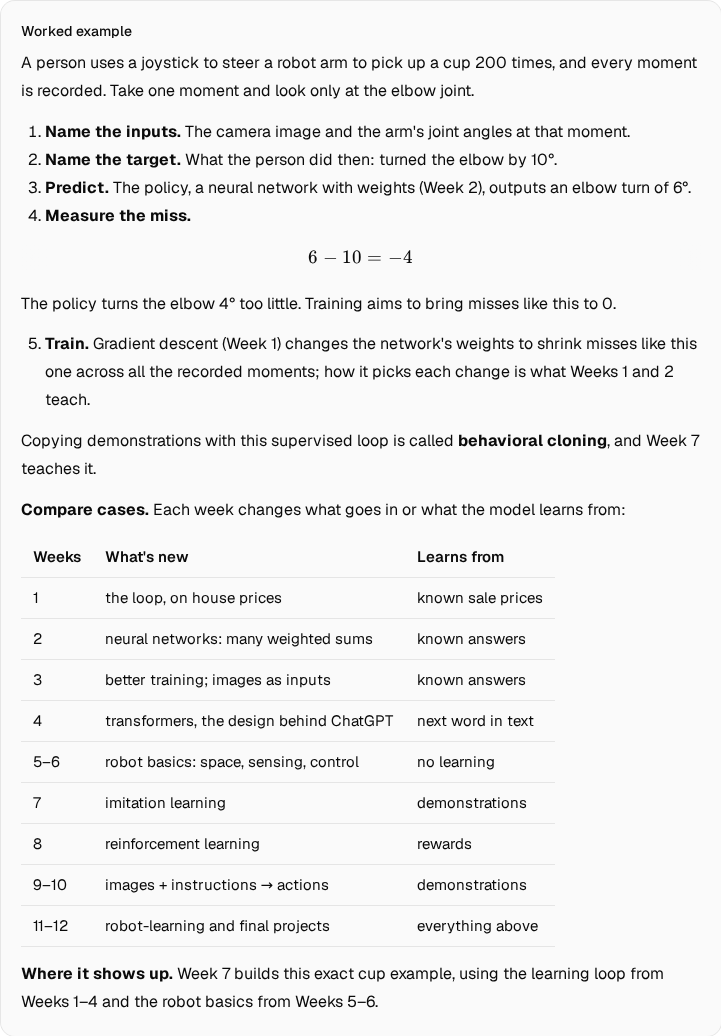 Worked example
A person uses a joystick to steer a robot arm to pick up a cup 200 times, and every moment
is recorded. Take one moment and look only at the elbow joint.
1. Name the inputs. The camera image and the arm's joint angles at that moment.
2. Name the target. What the person did then: turned the elbow by 10°.
3. Predict. The policy, a neural network with weights (Week 2), outputs an elbow turn of 6°.
4. Measure the miss.
6 − 10 = −4
The policy turns the elbow 4° too little. Training aims to bring misses like this to 0.
5. Train. Gradient descent (Week 1) changes the network's weights to shrink misses like this
one across all the recorded moments; how it picks each change is what Weeks 1 and 2
teach.
Copying demonstrations with this supervised loop is called behavioral cloning, and Week 7
teaches it.
Compare cases. Each week changes what goes in or what the model learns from:
Weeks What's new Learns from
1 the loop, on house prices known sale prices
2 neural networks: many weighted sums known answers
3 better training; images as inputs known answers
4 transformers, the design behind ChatGPT next word in text
5–6 robot basics: space, sensing, control no learning
7 imitation learning demonstrations
8 reinforcement learning rewards
9–10 images + instructions → actions demonstrations
11–12 robot-learning and final projects everything above
Where it shows up. Week 7 builds this exact cup example, using the learning loop from
Weeks 1–4 and the robot basics from Weeks 5–6.